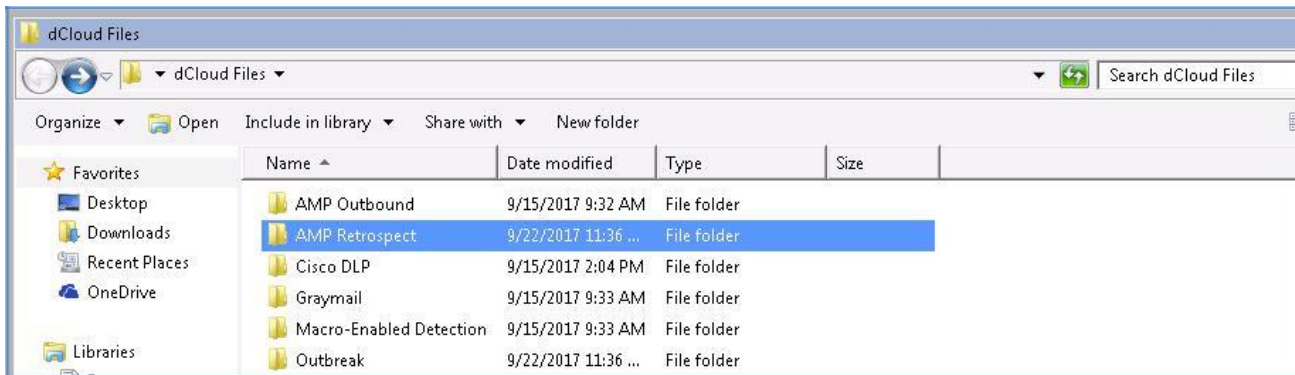 dCloud Files
dCloud Files
Search dCloud Files
Organize Open Include in library Share with New folder
Name Date modified Type Size
Favorites
Desktop
Downloads
Recent Places
OneDrive
Libraries
AMP Outbound 9/15/2017 9:32 AM File folder
AMP Retrospect 9/22/2017 11:36 ... File folder
Cisco DLP 9/15/2017 2:04 PM File folder
Graymail 9/15/2017 9:33 AM File folder
Macro-Enabled Detection 9/15/2017 9:33 AM File folder
Outbreak 9/22/2017 11:36 ... File folder